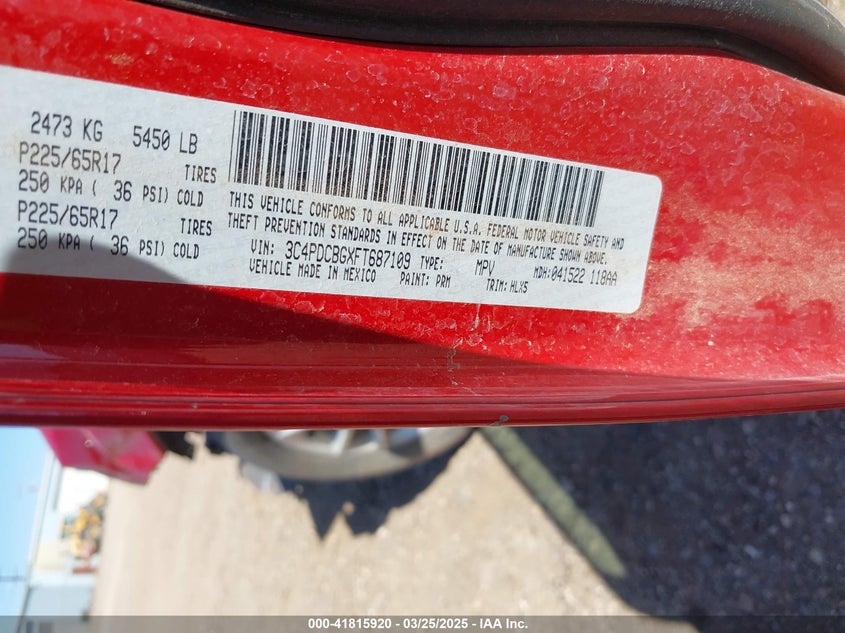 2473 KG 5450 LB
P225/65R17 TIRES
250 KPA ( 36 PSI) COLD
P225/65R17 TIRES
250 KPA ( 36 PSI) COLD
THIS VEHICLE CONFORMS TO ALL APPLICABLE U.S.A. FEDERAL MOTOR VEHICLE SAFETY AND
THEFT PREVENTION STANDARDS IN EFFECT ON THE DATE OF MANUFACTURE SHOWN ABOVE.
VIN: 3C4PDCBGXFT687109 TYPE: MPV MDH:041522 118AA
VEHICLE MADE IN MEXICO PAINT: PRM TRIM: HLX5
000-41815920 / 03/25/2025 - IAA Inc.